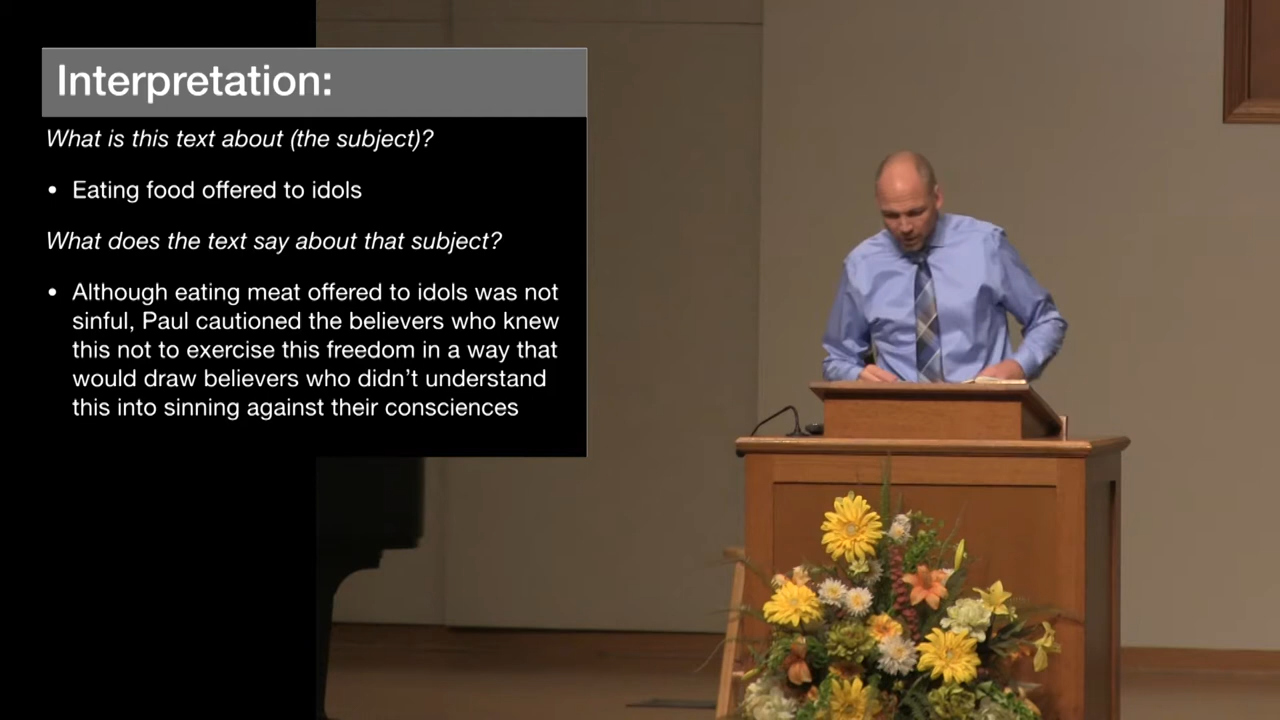 Interpretation:
What is this text about (the subject)?
• Eating food offered to idols
What does the text say about that subject?
• Although eating meat offered to idols was not
sinful, Paul cautioned the believers who knew
this not to exercise this freedom in a way that
would draw believers who didn’t understand
this into sinning against their consciences